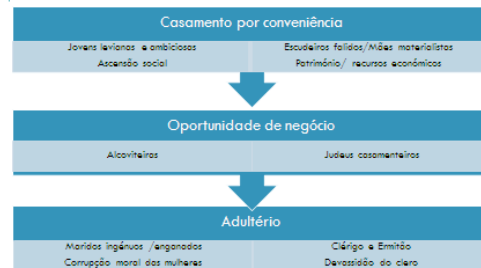 Casamento por conveniência
Jovens levianas e ambiciosas
Ascensão social
Escudeiros falidos/Mães materialistas
Património/ recursos económicos
Oportunidade de negócio
Alcoviteiras
Judeus casamenteiros
Adultério
Maridos ingénuos /enganados
Corrupção moral das mulheres
Clérigo e Ermitão
Devassidão do clero